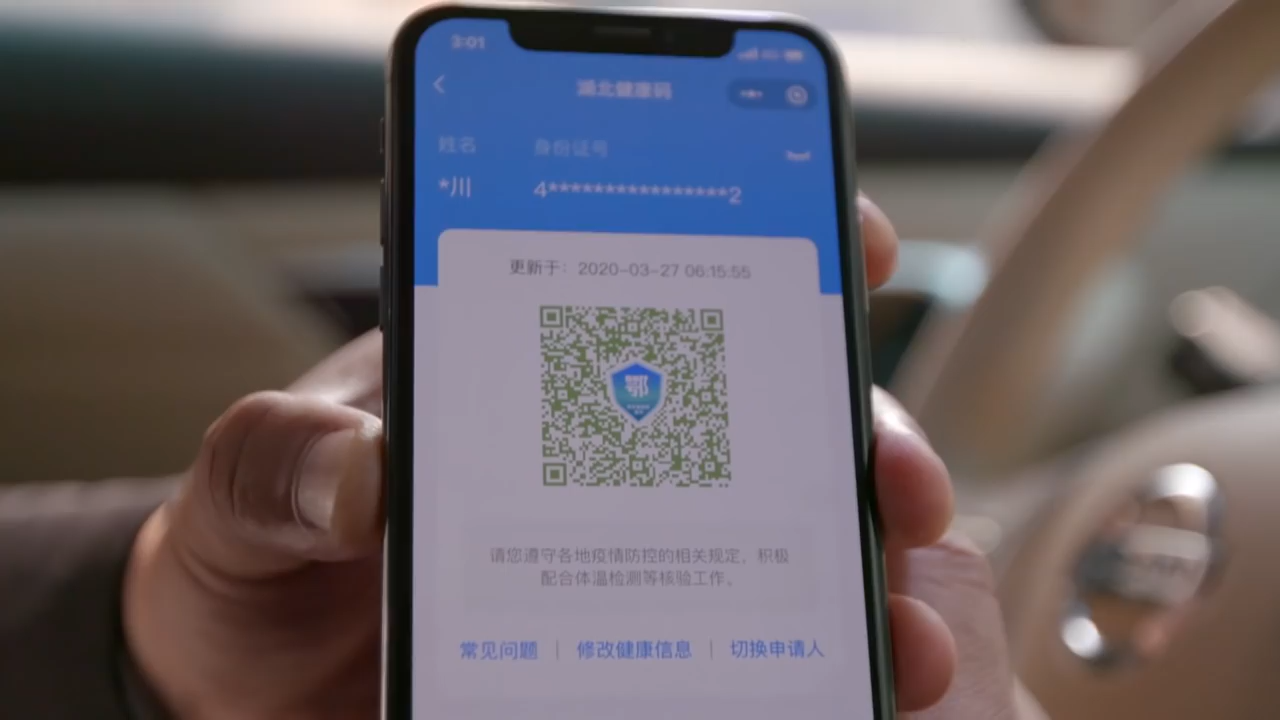 3:01
湖北健康码
姓名 身份证号
*川 4****************2
更新于：2020-03-27 06:15:55
鄂
请您遵守各地疫情防控的相关规定，积极
配合体温检测等核验工作。
常见问题 | 修改健康信息 | 切换申请人